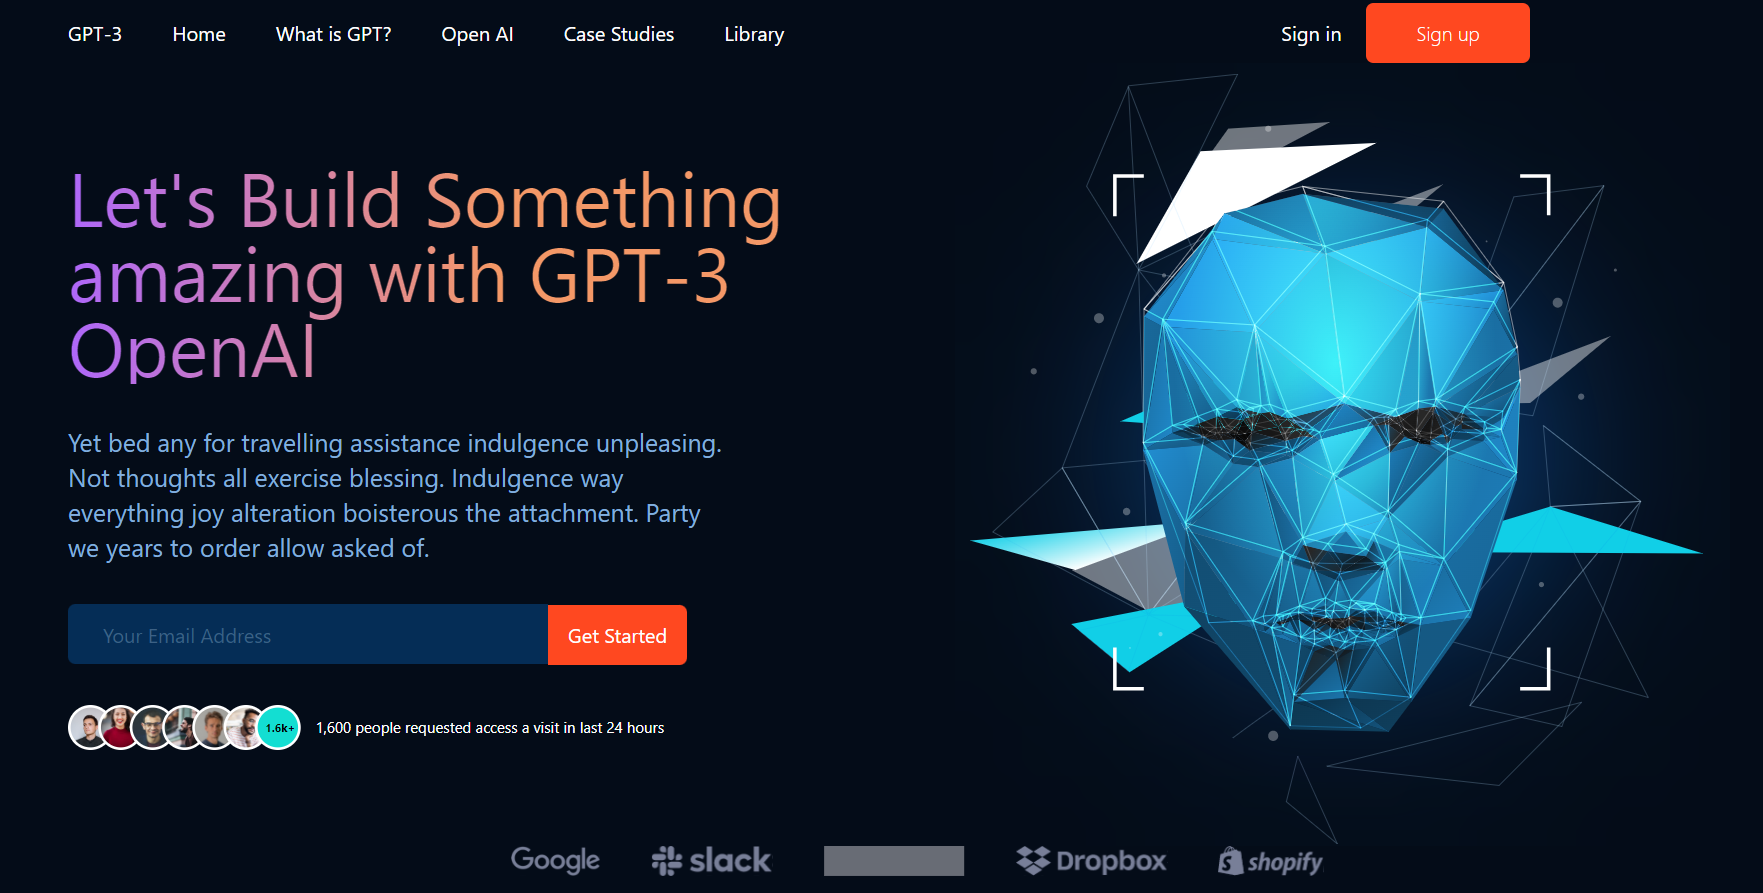 GPT-3 Home What is GPT? Open AI Case Studies Library Sign in Sign up
Let's Build Something
amazing with GPT-3
OpenAI
Yet bed any for travelling assistance indulgence unpleasing.
Not thoughts all exercise blessing. Indulgence way
everything joy alteration boisterous the attachment. Party
we years to order allow asked of.
Your Email Address Get Started
1.6k+ 1,600 people requested access a visit in last 24 hours
Google slack Dropbox shopify